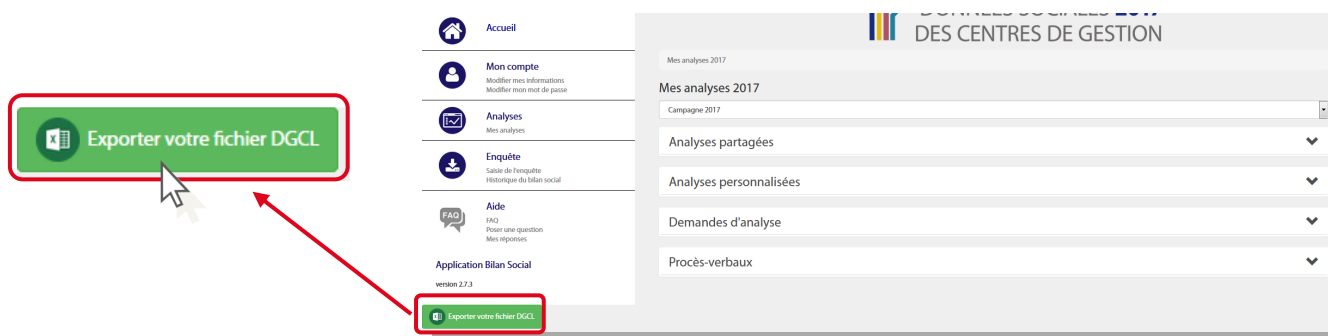 Exporter votre fichier DGCL
Accueil
Mon compte
Modifier mes informations
Modifier mon mot de passe
Analyses
Mes analyses
Enquête
Saisie de l'enquête
Historique du bilan social
FAQ
Aide
FAQ
Poser une question
Mes réponses
Application Bilan Social
version 2.7.3
Exporter votre fichier DGCL
DONNÉES SOCIALES 2017
DES CENTRES DE GESTION
Mes analyses 2017
Mes analyses 2017
Campagne 2017
Analyses partagées
Analyses personnalisées
Demandes d'analyse
Procès-verbaux